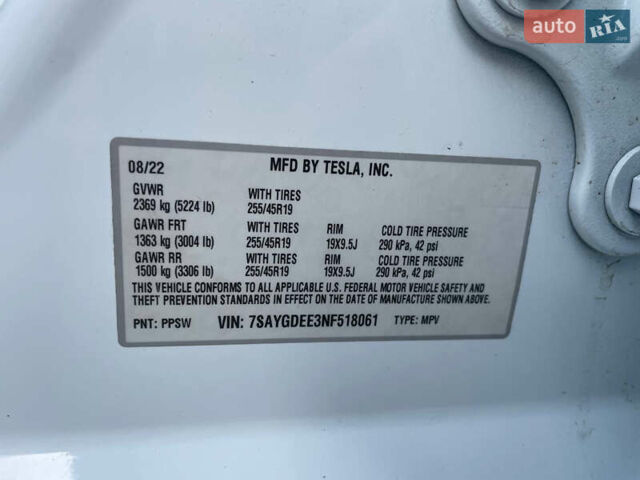 auto RIA .com
08/22 MFD BY TESLA, INC.
GVWR WITH TIRES
2369 kg (5224 lb) 255/45R19
GAWR FRT WITH TIRES RIM COLD TIRE PRESSURE
1363 kg (3004 lb) 255/45R19 19X9.5J 290 kPa, 42 psi
GAWR RR WITH TIRES RIM COLD TIRE PRESSURE
1500 kg (3306 lb) 255/45R19 19X9.5J 290 kPa, 42 psi
THIS VEHICLE CONFORMS TO ALL APPLICABLE U.S. FEDERAL MOTOR VEHICLE SAFETY AND
THEFT PREVENTION STANDARDS IN EFFECT ON THE DATE OF MANUFACTURE SHOWN ABOVE.
PNT: PPSW VIN: 7SAYGDEE3NF518061 TYPE: MPV